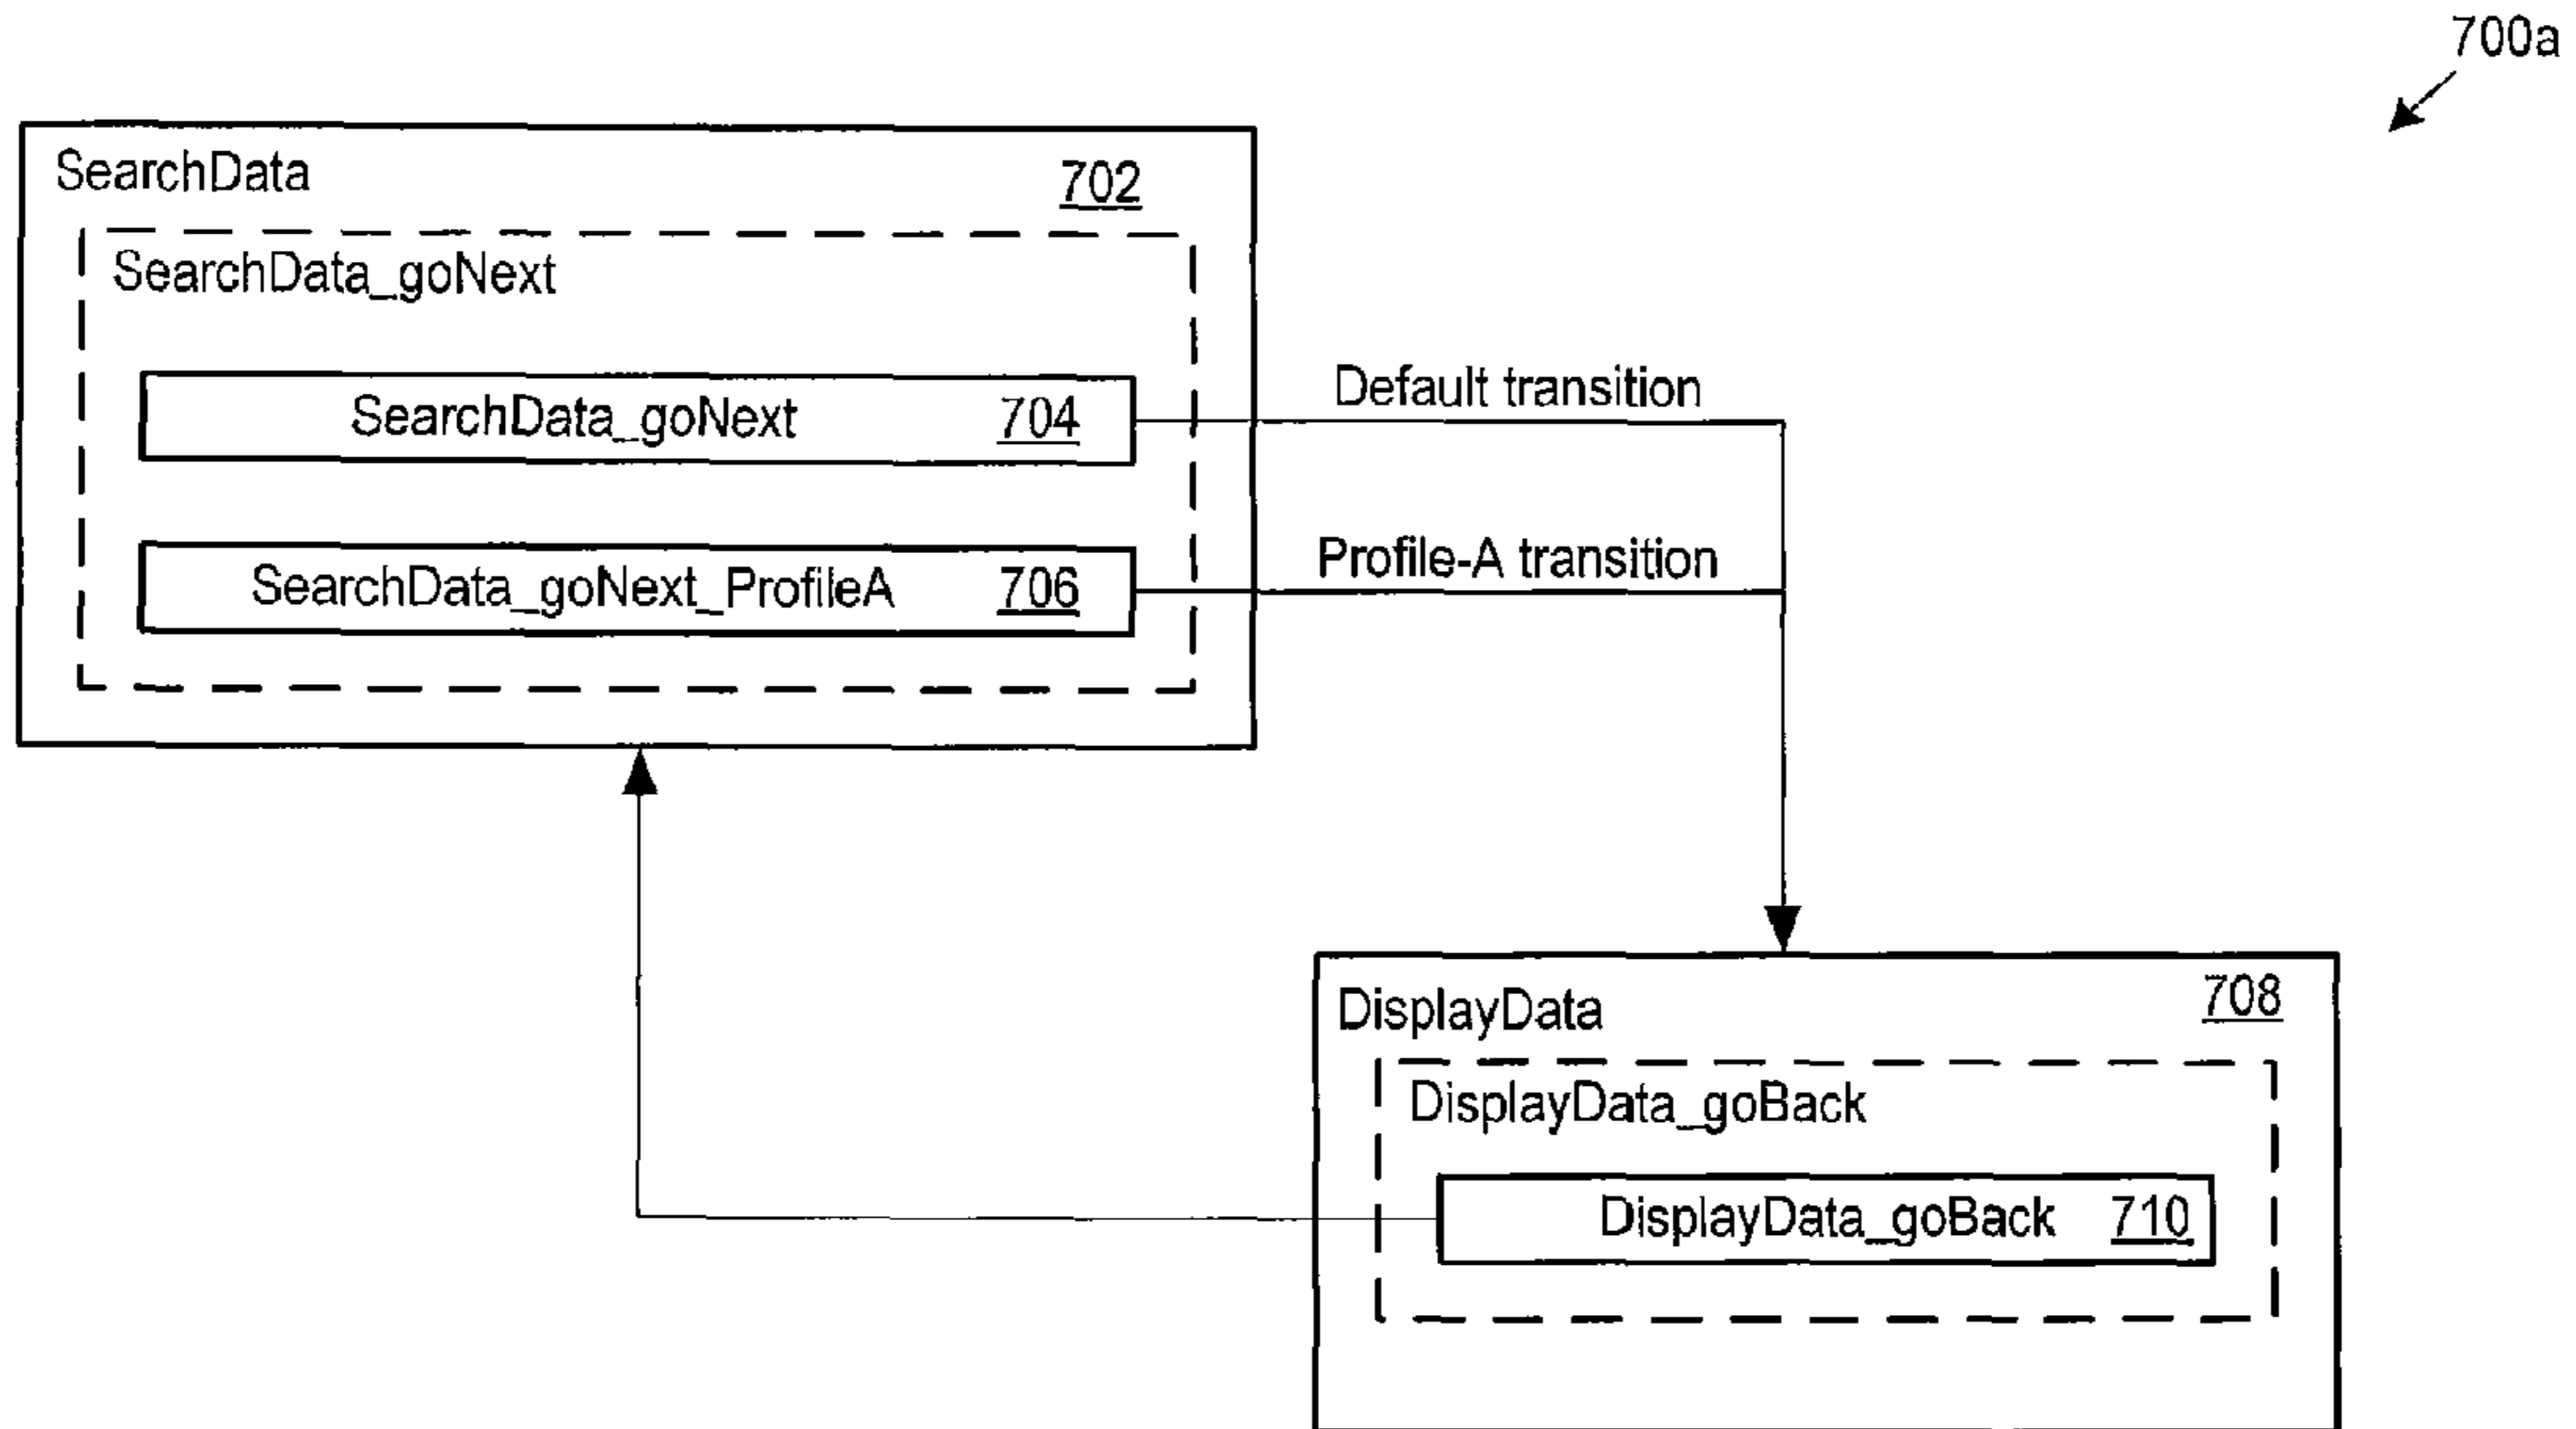 700a
SearchData 702
SearchData_goNext
SearchData_goNext 704
Default transition
SearchData_goNext_ProfileA 706
Profile-A transition
DisplayData 708
DisplayData_goBack
DisplayData_goBack 710